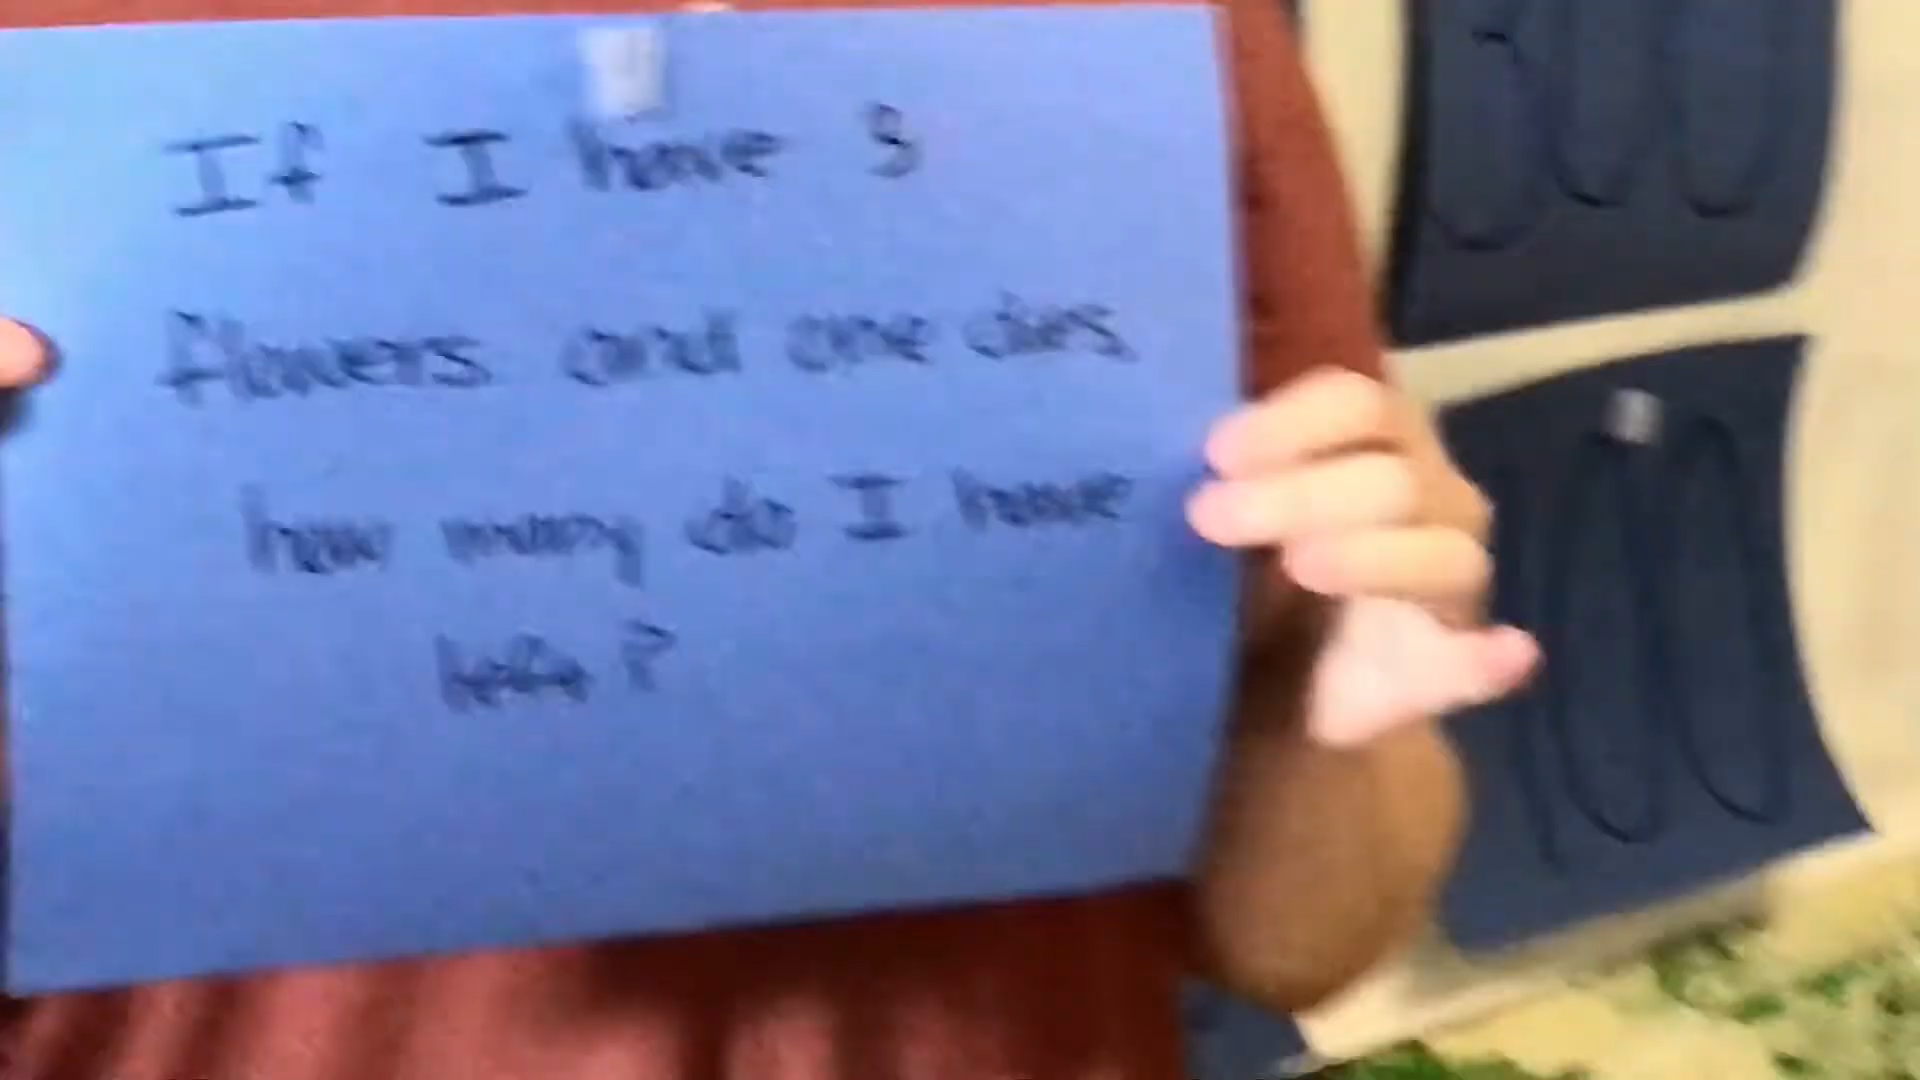 If I have 3
flowers and one dies
how many do I have
left?